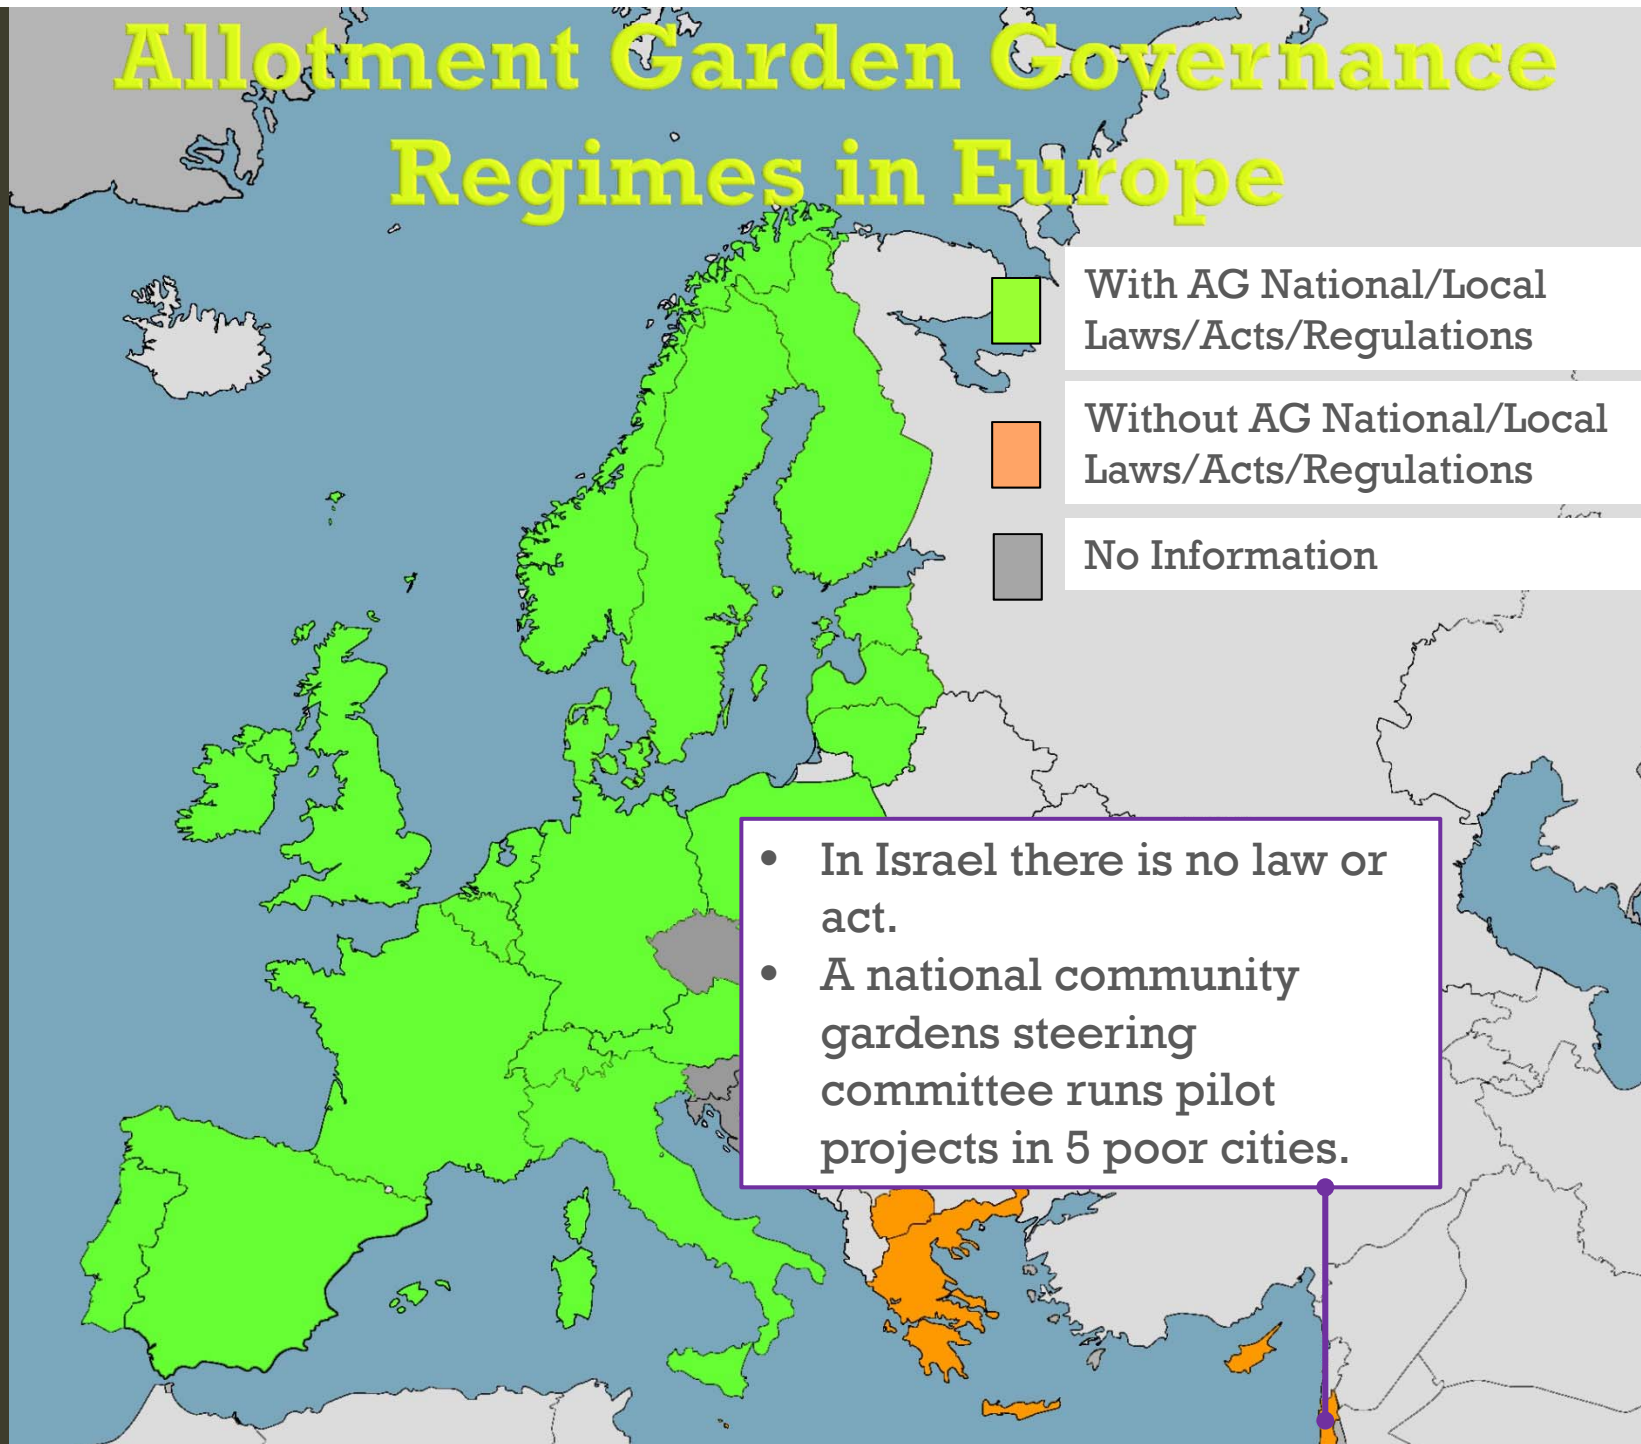 Allotment Garden Governance
Regimes in Europe
With AG National/Local
Laws/Acts/Regulations
Without AG National/Local
Laws/Acts/Regulations
No Information
• In Israel there is no law or
act.
• A national community
gardens steering
committee runs pilot
projects in 5 poor cities.